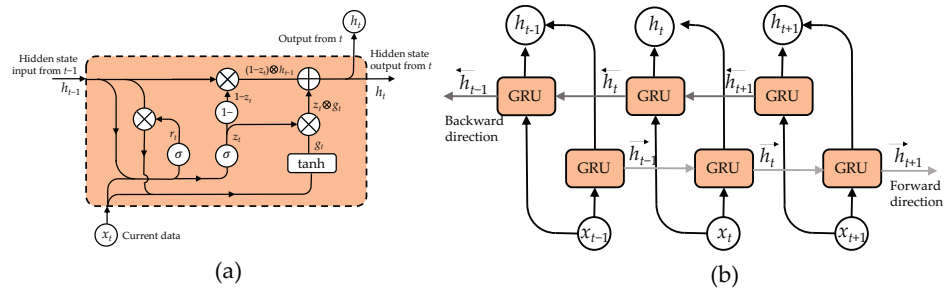 (a)
h_t
Output from t
Hidden state
input from t−1
h_{t−1}
Hidden state
output from t
h_t
(1−z_t)⊗h_{t−1}
1−z_t
1−
z_t⊗g_t
r_t
z_t
g_t
σ
σ
tanh
x_t
Current data
(a)
(b)
h_{t-1}
h_t
h_{t+1}
←h_{t−1}
GRU
←h_t
GRU
←h_{t+1}
GRU
Backward
direction
GRU
→h_{t−1}
GRU
→h_t
GRU
→h_{t+1}
Forward
direction
x_{t−1}
x_t
x_{t+1}
(b)